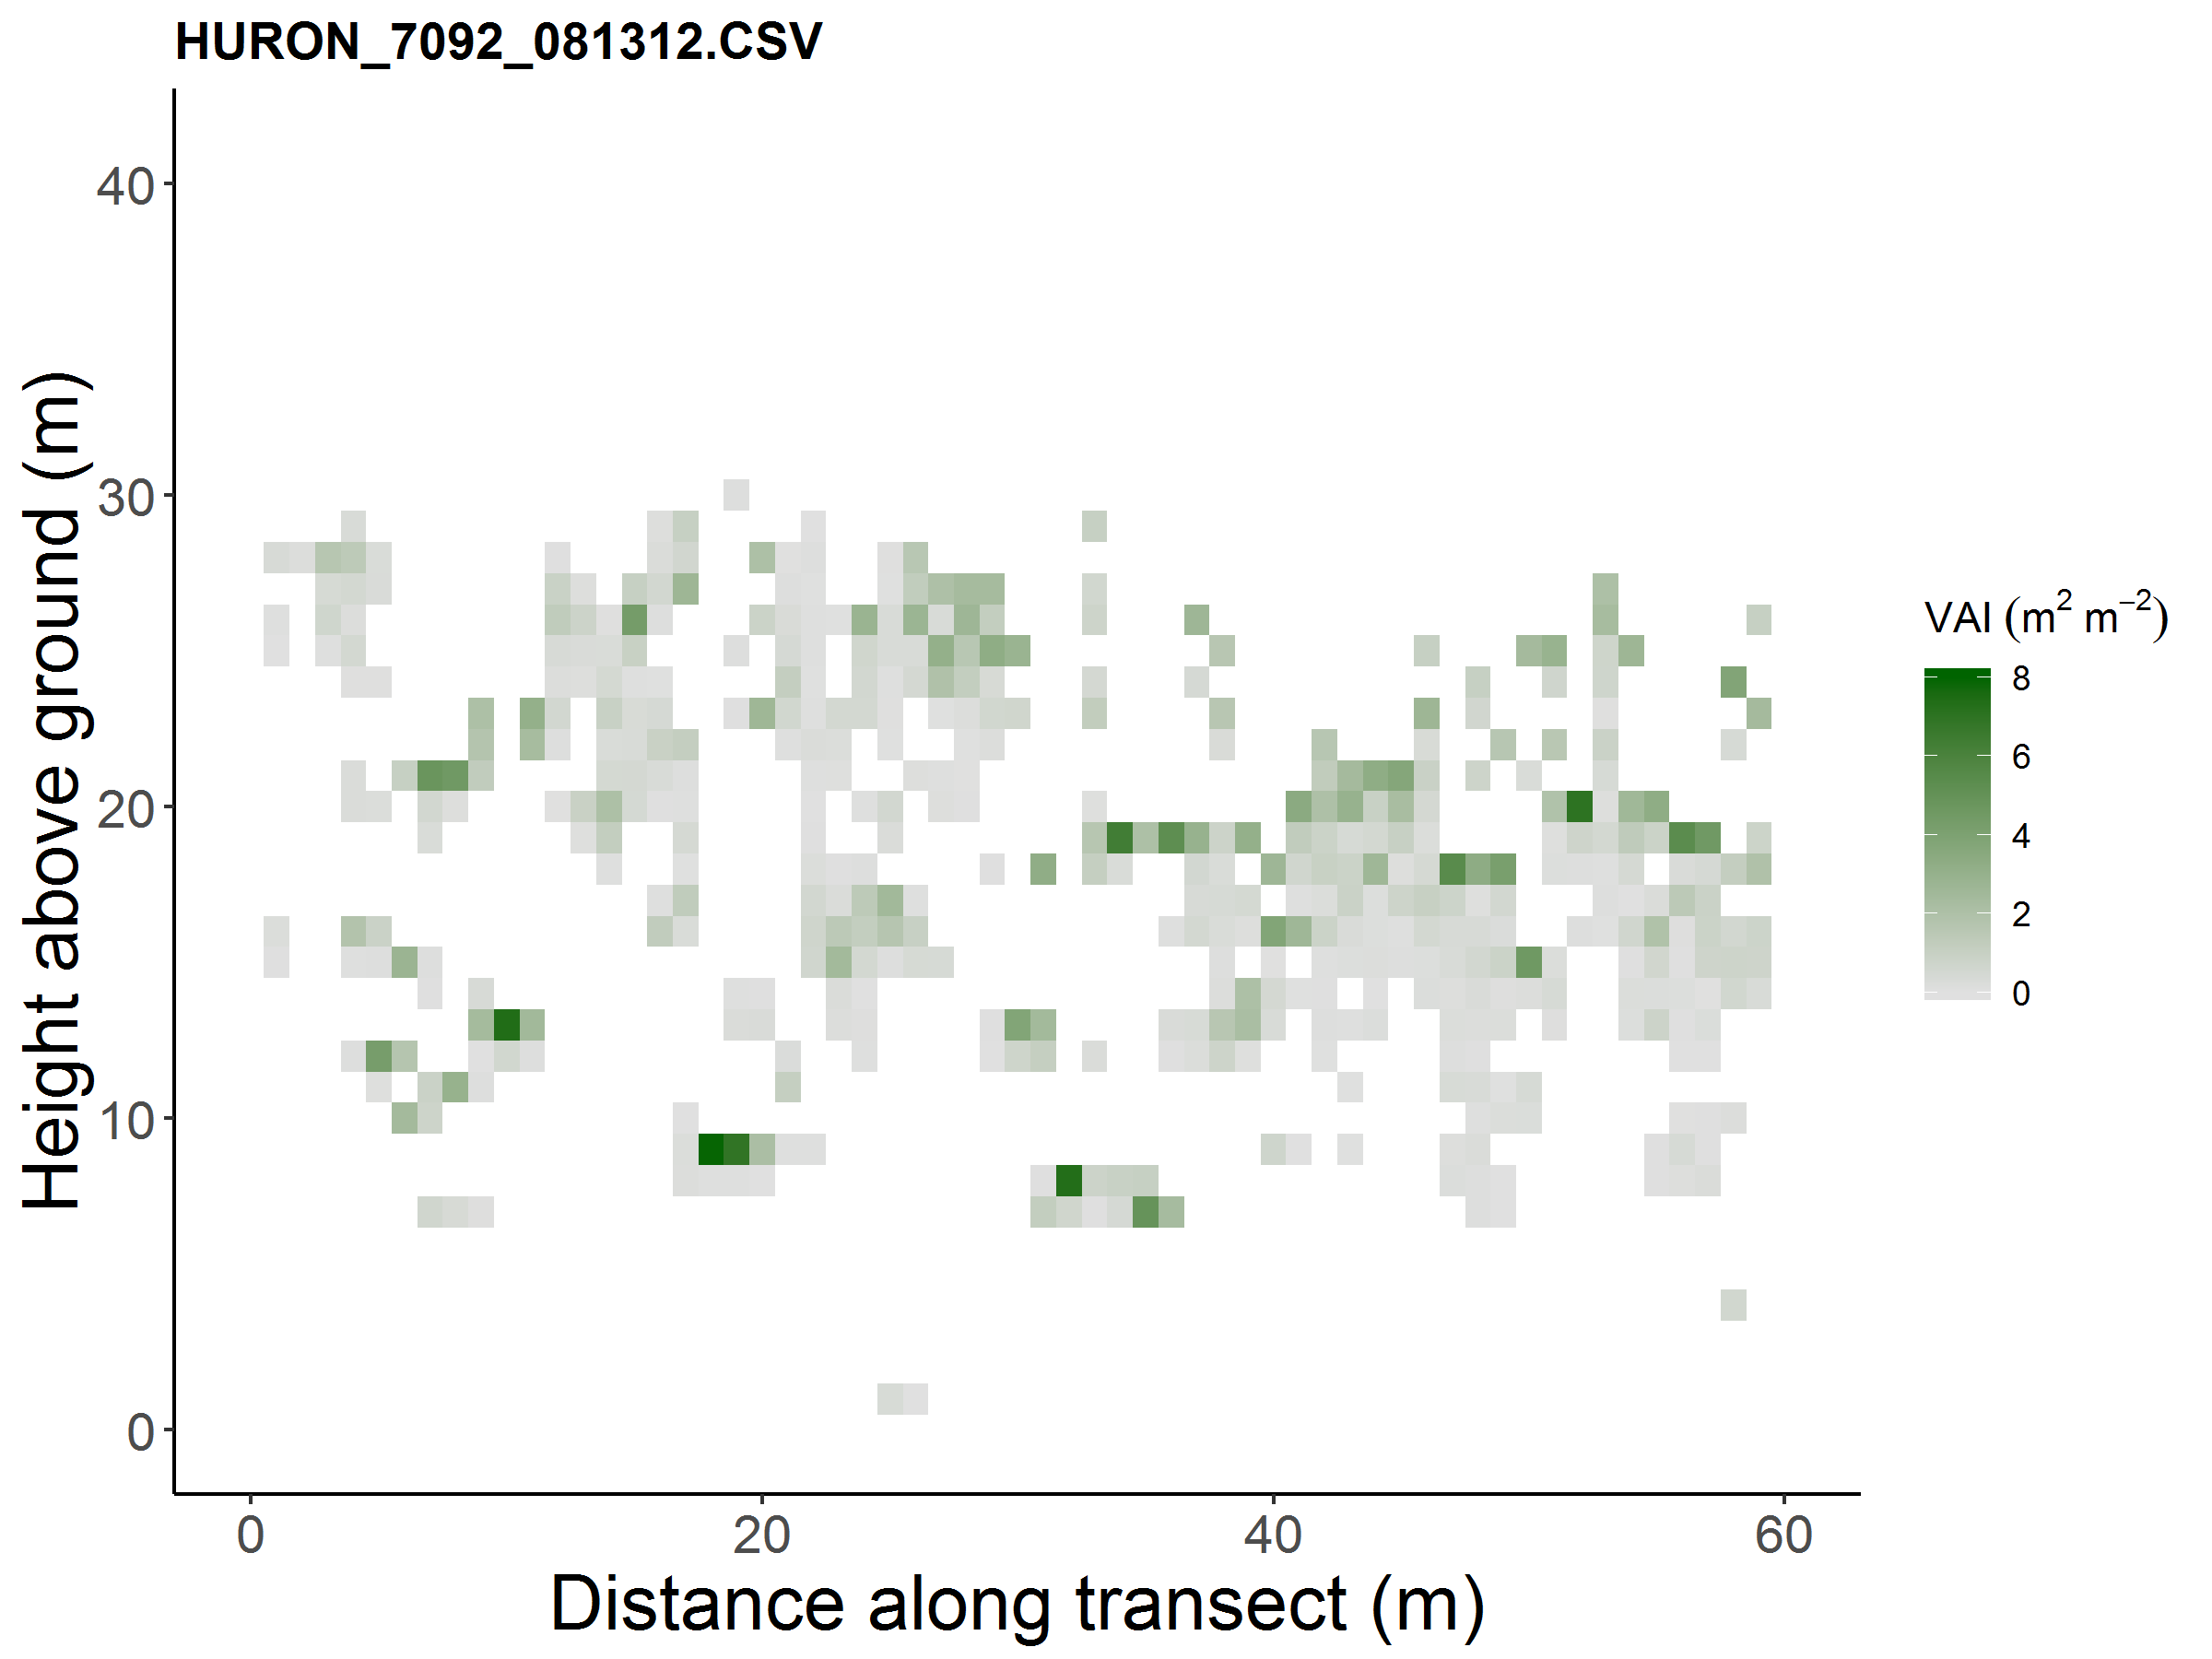 HURON_7092_081312.CSV
Height above ground (m)
40
30
20
10
0
0 20 40 60
Distance along transect (m)
VAI (m² m⁻²)
8
6
4
2
0